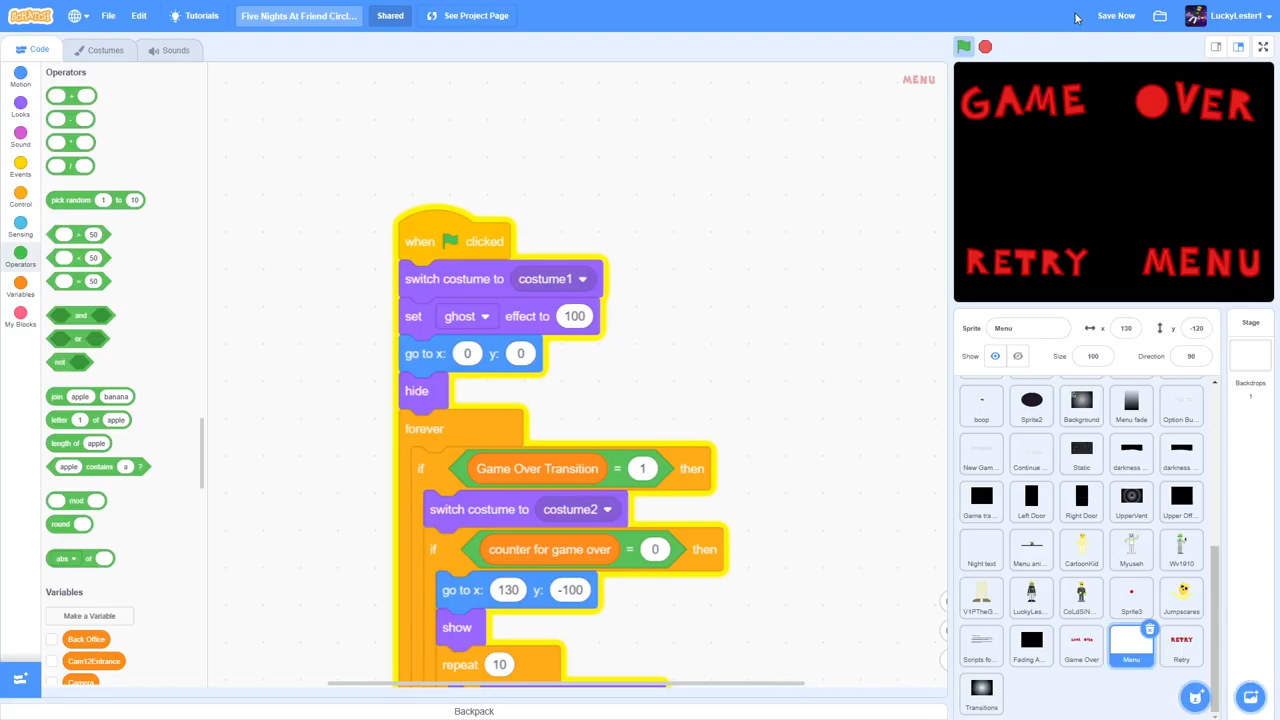 SCRATCH File Edit Tutorials Five Nights At Friend Circl... Shared See Project Page Save Now LuckyLester1
Code Costumes Sounds
Motion
Looks
Sound
Events
Control
Sensing
Operators
Variables
My Blocks
Operators
+
-
*
/
pick random 1 to 10
> 50
< 50
= 50
and
or
not
join apple banana
letter 1 of apple
length of apple
apple contains a ?
mod
round
abs of
Variables
Make a Variable
Back Office
Cam12Entrance
Camera
MENU
when clicked
switch costume to costume1
set ghost effect to 100
go to x: 0 y: 0
hide
forever
if Game Over Transition = 1 then
switch costume to costume2
if counter for game over = 0 then
go to x: 130 y: -100
show
repeat 10
Backpack
GAME OVER
RETRY MENU
Sprite Menu x 130 y -120
Show Size 100 Direction 90
boop Sprite2 Background Menu fade Option Bu...
New Gam... Continue ... Static darkness ... darkness ...
Game tra... Left Door Right Door UpperVent Upper Off...
Night text Menu ani... CartoonKid Myuseh Wv1910
V1PTheG... LuckyLes... CoLdSiN... Sprite3 Jumpscares
Scripts fo... Fading A... Game Over Menu Retry
GAME OVER RETRY
Transitions
Stage
Backdrops
1